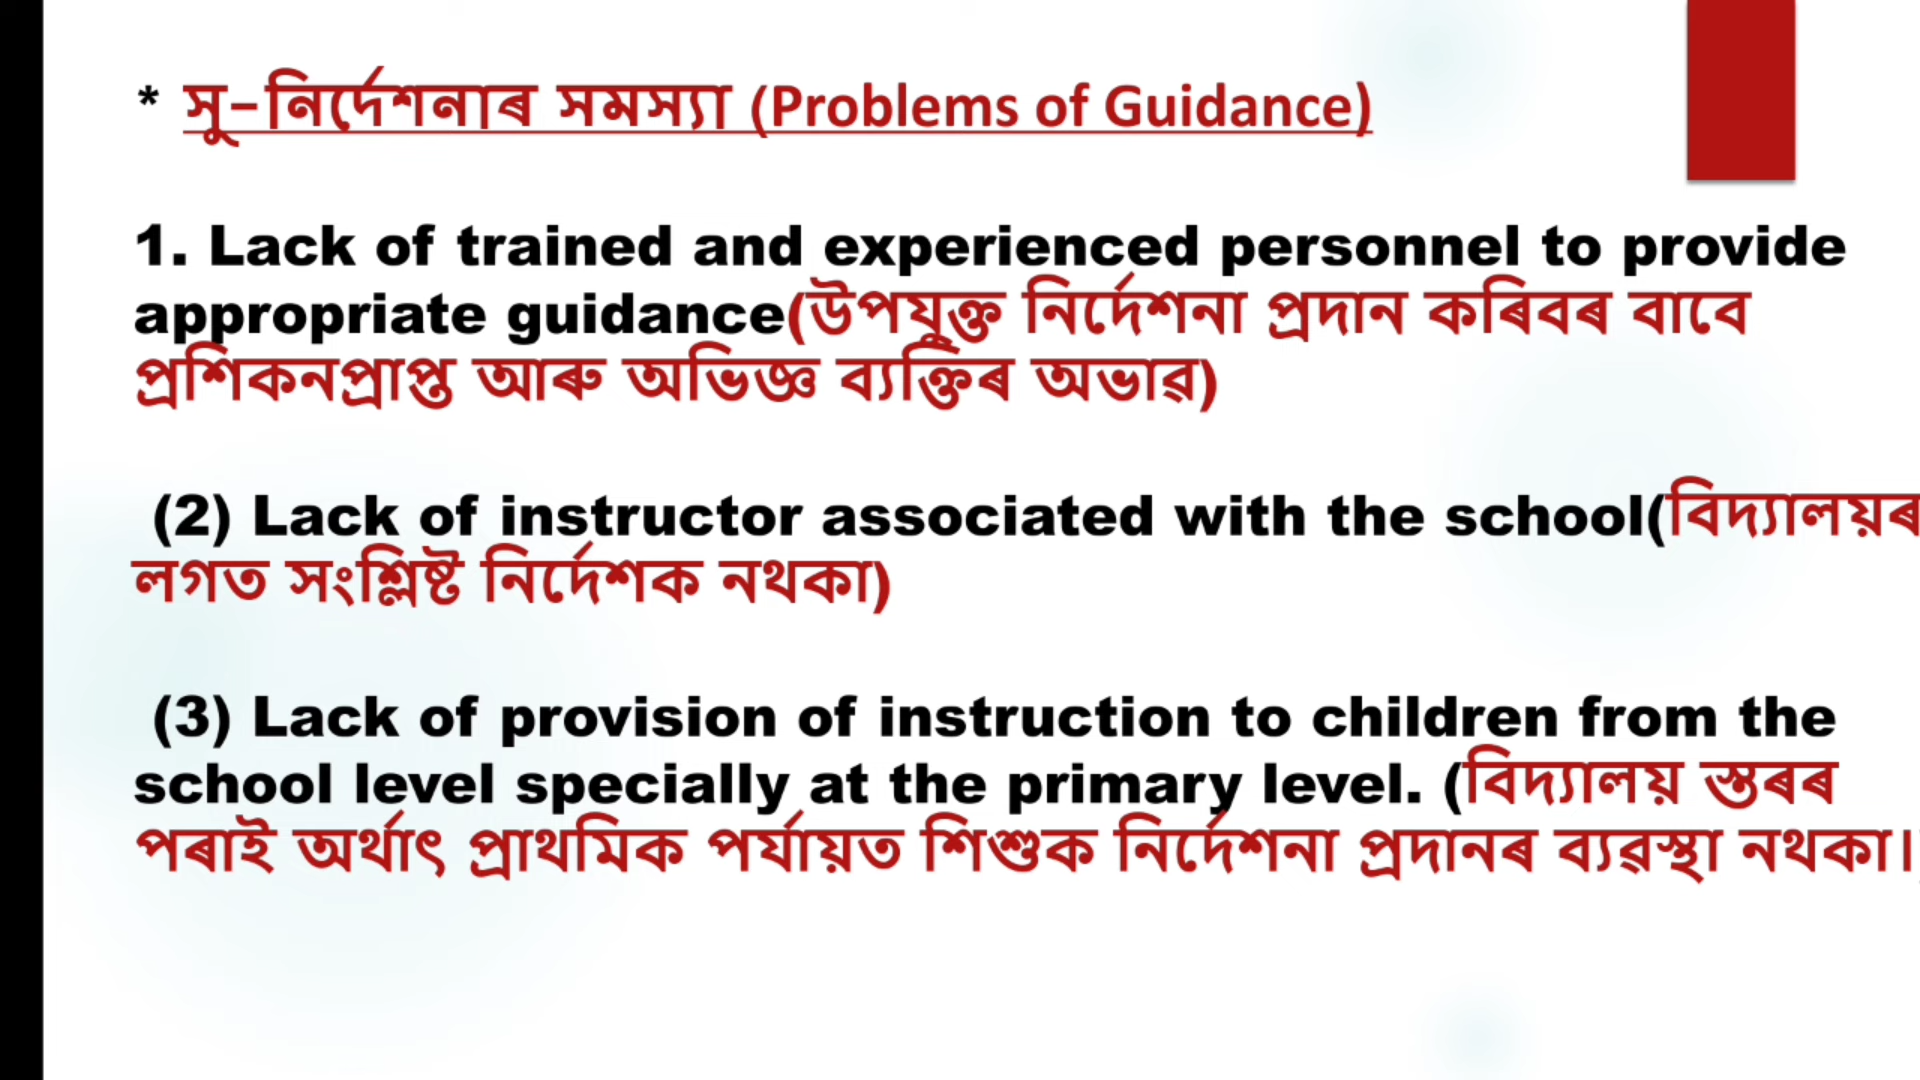 * সু-নিৰ্দেশনাৰ সমস্যা (Problems of Guidance)
1. Lack of trained and experienced personnel to provide
appropriate guidance(উপযুক্ত নিৰ্দেশনা প্ৰদান কৰিবৰ বাবে
প্ৰশিকনপ্ৰাপ্ত আৰু অভিজ্ঞ ব্যক্তিৰ অভাৱ)
(2) Lack of instructor associated with the school(বিদ্যালয়ৰ
লগত সংশ্লিষ্ট নিৰ্দেশক নথকা)
(3) Lack of provision of instruction to children from the
school level specially at the primary level. (বিদ্যালয় স্তৰৰ
পৰাই অৰ্থাৎ প্ৰাথমিক পৰ্যায়ত শিশুক নিৰ্দেশনা প্ৰদানৰ ব্যৱস্থা নথকা।)